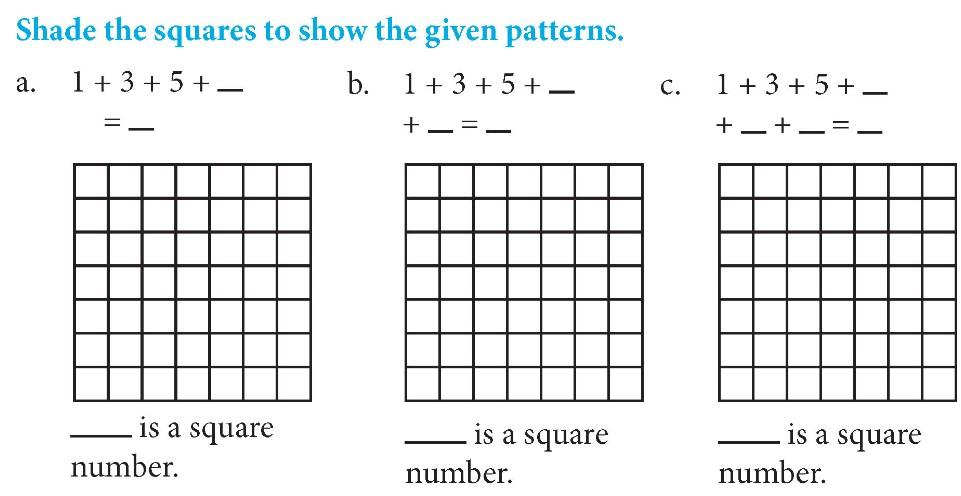 Shade the squares to show the given patterns.
a. 1 + 3 + 5 + __
= __
____ is a square
number.
b. 1 + 3 + 5 + __
+ __ = __
____ is a square
number.
c. 1 + 3 + 5 + __
+ __ + __ = __
____ is a square
number.